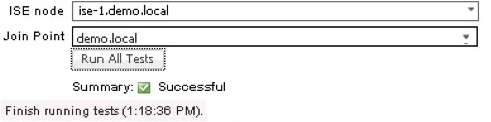 ISE node ise-1.demo.local
Join Point demo.local
Run All Tests
Summary: Successful
Finish running tests (1:18:36 PM).